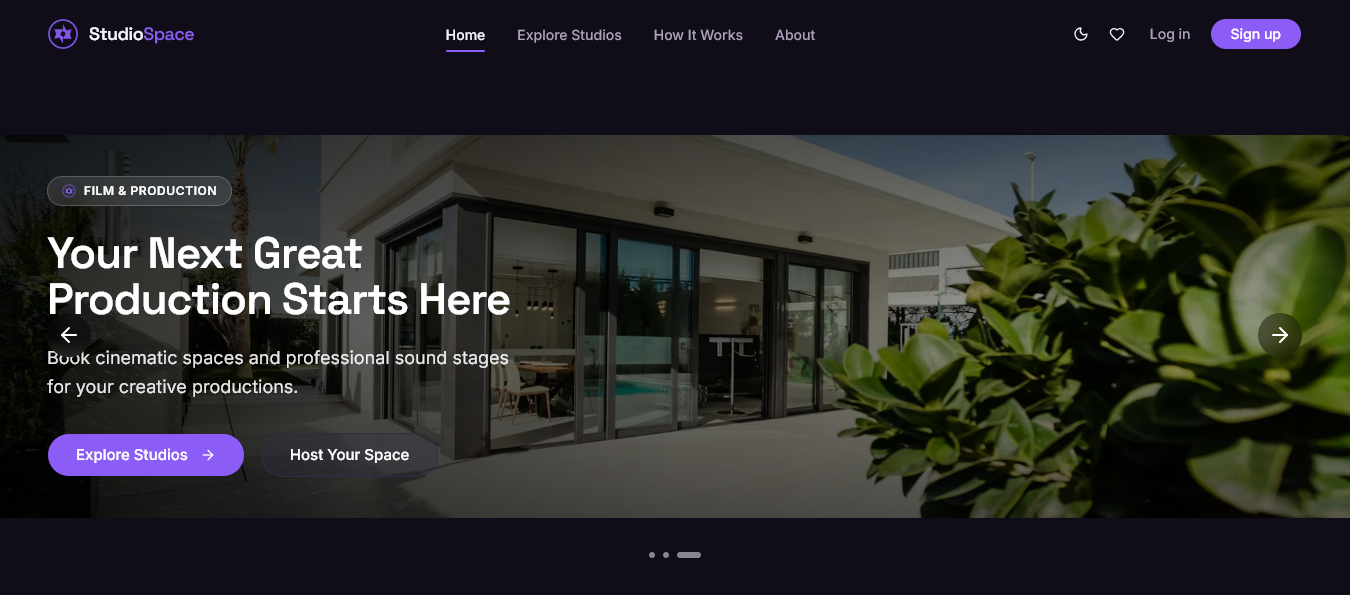 StudioSpace
Home
Explore Studios
How It Works
About
Log in
Sign up
FILM & PRODUCTION
Your Next Great
Production Starts Here
Book cinematic spaces and professional sound stages
for your creative productions.
Explore Studios
Host Your Space